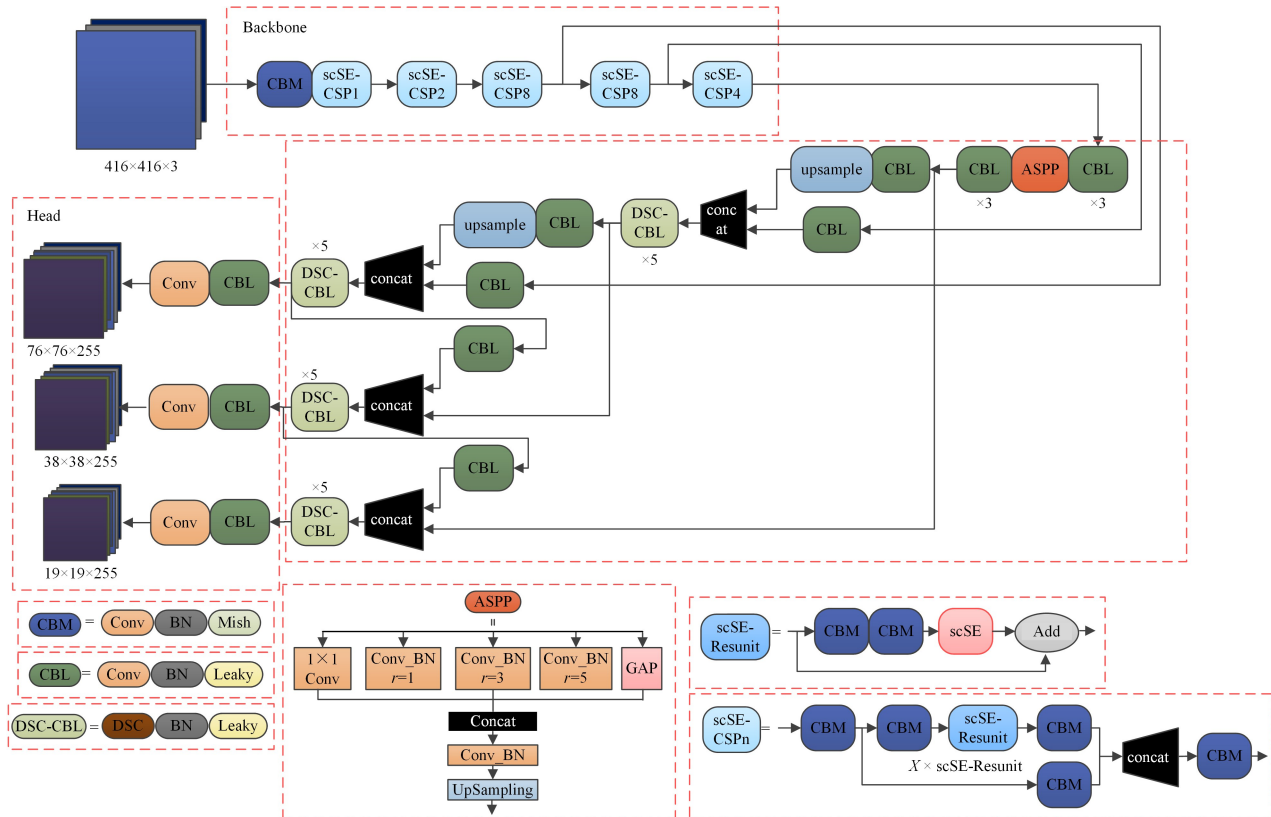 Backbone
CBM
scSE-
CSP1
scSE-
CSP2
scSE-
CSP8
scSE-
CSP8
scSE-
CSP4
416×416×3
upsample
CBL
CBL
ASPP
CBL
×3
×3
conc
at
CBL
DSC-
CBL
×5
upsample
CBL
Head
×5
DSC-
CBL
concat
CBL
Conv
CBL
76×76×255
CBL
×5
DSC-
CBL
concat
Conv
CBL
38×38×255
CBL
×5
DSC-
CBL
concat
Conv
CBL
19×19×255
CBM
=
Conv
BN
Mish
CBL
=
Conv
BN
Leaky
DSC-CBL
=
DSC
BN
Leaky
ASPP
=
1×1
Conv
Conv_BN
r=1
Conv_BN
r=3
Conv_BN
r=5
GAP
Concat
Conv_BN
UpSampling
scSE-
Resunit
=
CBM
CBM
scSE
Add
scSE-
CSPn
=
CBM
CBM
scSE-
Resunit
CBM
X × scSE-Resunit
CBM
concat
CBM